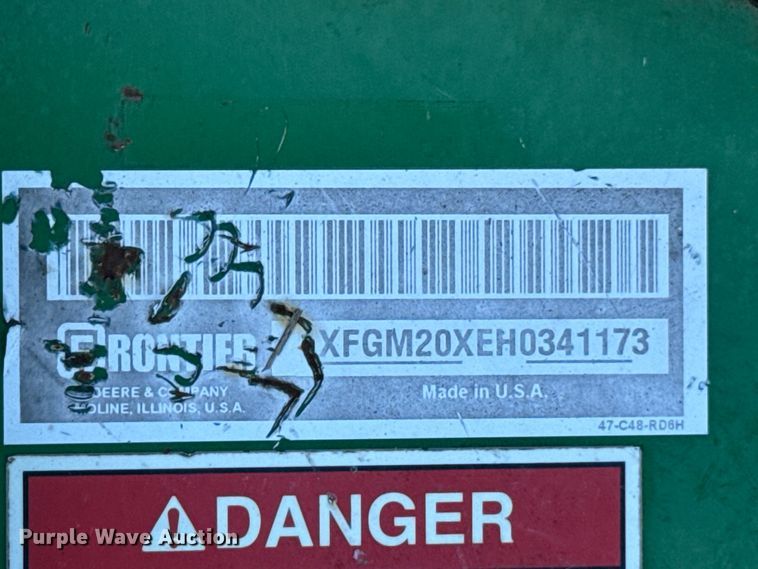 FRONTIER XFGM20XEH0341173
DEERE & COMPANY
MOLINE, ILLINOIS, U.S.A.
Made in U.S.A.
47-C48-RD6H
DANGER
Purple Wave Auction